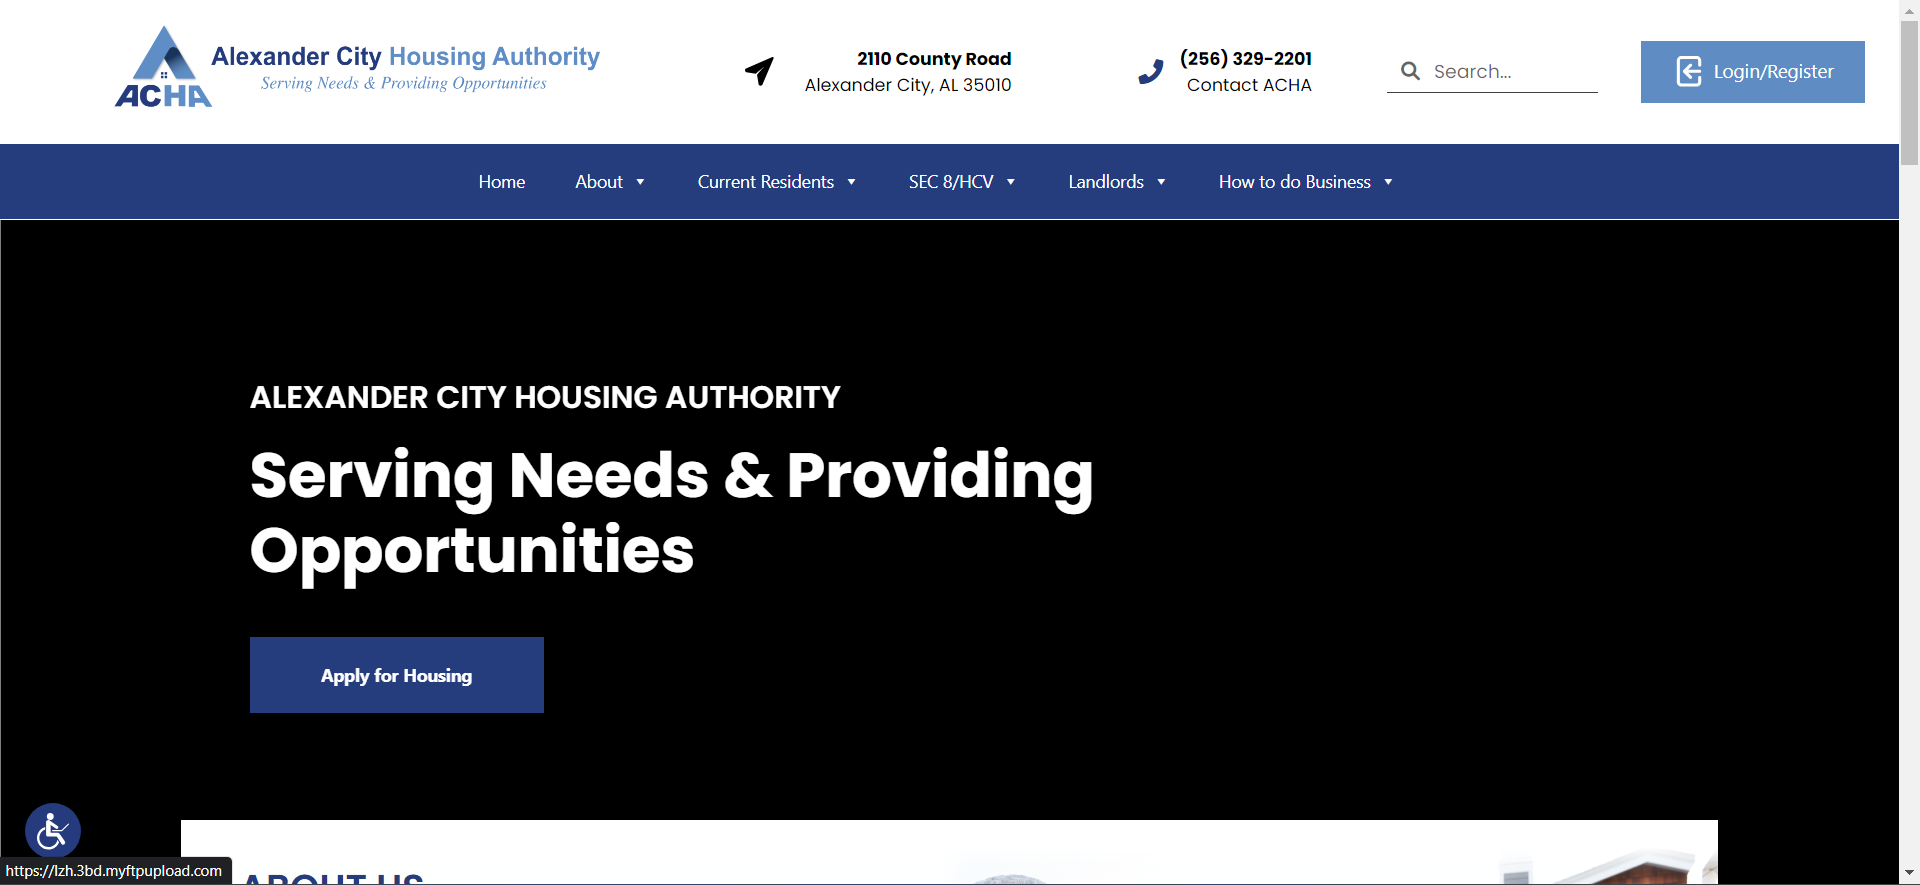 Alexander City Housing Authority
Serving Needs & Providing Opportunities
ACHA
2110 County Road
Alexander City, AL 35010
(256) 329-2201
Contact ACHA
Search...
Login/Register
Home
About
Current Residents
SEC 8/HCV
Landlords
How to do Business
ALEXANDER CITY HOUSING AUTHORITY
Serving Needs & Providing
Opportunities
Apply for Housing
https://lzh.3bd.myftpupload.com
ABOUT US